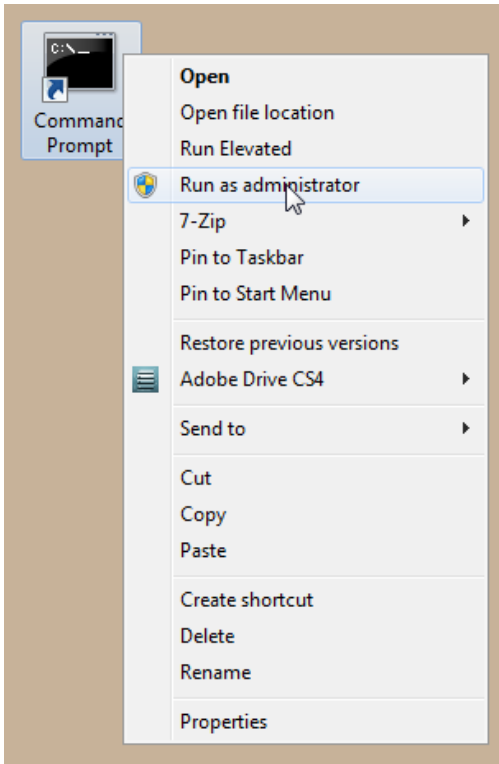 C:\_
Command
Prompt
Open
Open file location
Run Elevated
Run as administrator
7-Zip
Pin to Taskbar
Pin to Start Menu
Restore previous versions
Adobe Drive CS4
Send to
Cut
Copy
Paste
Create shortcut
Delete
Rename
Properties